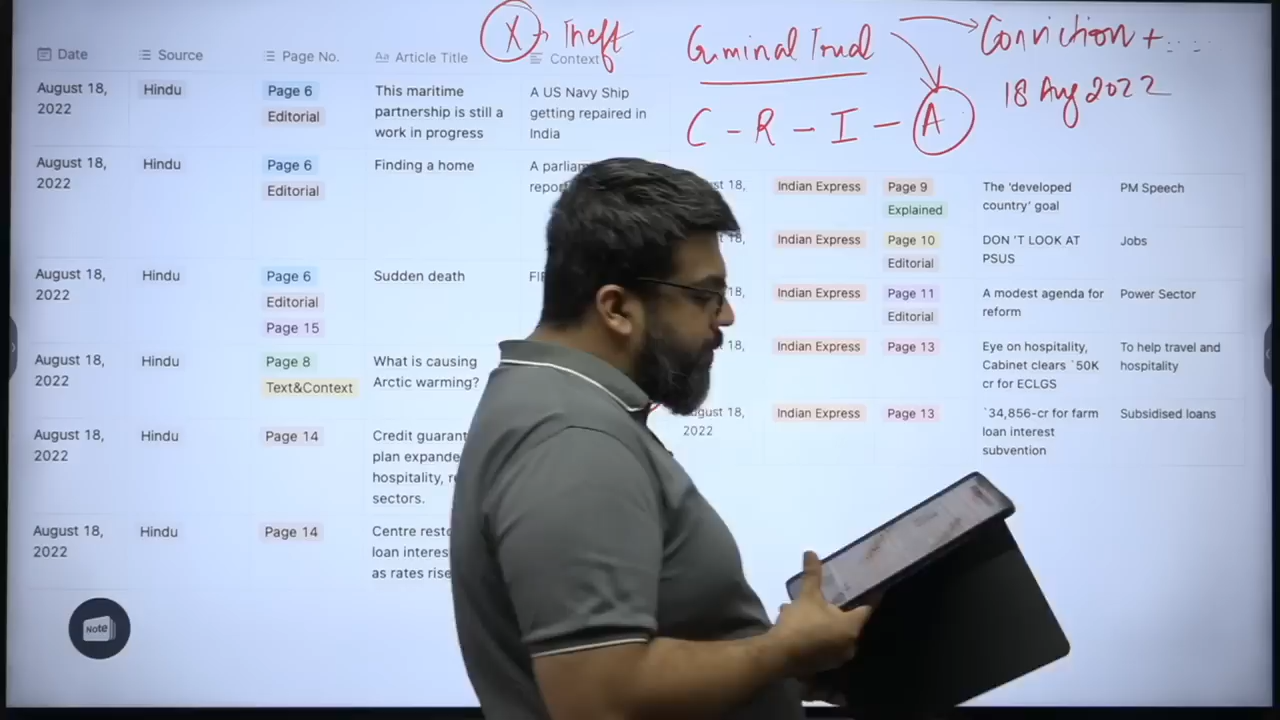 X → Theft
Criminal Trial
Conviction + ....
18 Aug 2022
C - R - I - A
Date
Source
Page No.
Aa Article Title
Context
August 18,
2022
Hindu
Page 6
Editorial
This maritime
partnership is still a
work in progress
A US Navy Ship
getting repaired in
India
August 18,
2022
Hindu
Page 6
Editorial
Finding a home
August 18,
2022
Hindu
Page 6
Editorial
Page 15
Sudden death
August 18,
2022
Hindu
Page 8
Text&Context
What is causing
Arctic warming?
August 18,
2022
Hindu
Page 14
Credit
plan
hospitality,
sectors.
August 18,
2022
Hindu
Page 14
Centre
loan
as rates
Note
18,
Indian Express
Page 9
Explained
The ‘developed
country’ goal
PM Speech
18,
Indian Express
Page 10
Editorial
DON ’T LOOK AT
PSUS
Jobs
18,
Indian Express
Page 11
Editorial
A modest agenda for
reform
Power Sector
18,
Indian Express
Page 13
Eye on hospitality,
Cabinet clears `50K
cr for ECLGS
To help travel and
hospitality
August 18,
2022
Indian Express
Page 13
`34,856-cr for farm
loan interest
subvention
Subsidised loans